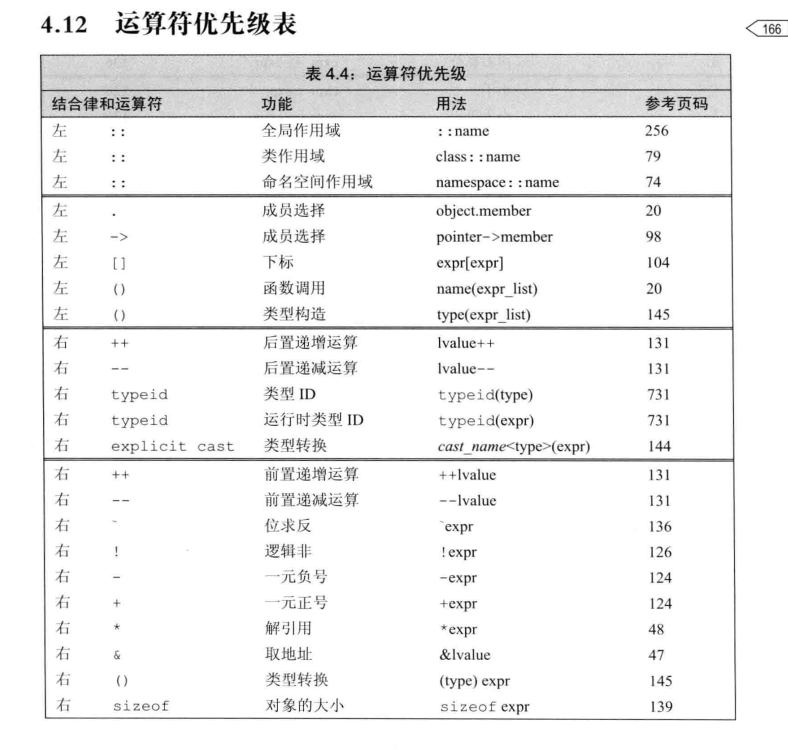 4.12 运算符优先级表
166
表 4.4：运算符优先级
结合律和运算符 功能 用法 参考页码
左 :: 全局作用域 ::name 256
左 :: 类作用域 class::name 79
左 :: 命名空间作用域 namespace::name 74
左 . 成员选择 object.member 20
左 -> 成员选择 pointer->member 98
左 [] 下标 expr[expr] 104
左 () 函数调用 name(expr_list) 20
左 () 类型构造 type(expr_list) 145
右 ++ 后置递增运算 lvalue++ 131
右 -- 后置递减运算 lvalue-- 131
右 typeid 类型 ID typeid(type) 731
右 typeid 运行时类型 ID typeid(expr) 731
右 explicit cast 类型转换 cast_name<type>(expr) 144
右 ++ 前置递增运算 ++lvalue 131
右 -- 前置递减运算 --lvalue 131
右 ~ 位求反 ~expr 136
右 ! 逻辑非 !expr 126
右 - 一元负号 -expr 124
右 + 一元正号 +expr 124
右 * 解引用 *expr 48
右 & 取地址 &lvalue 47
右 () 类型转换 (type) expr 145
右 sizeof 对象的大小 sizeof expr 139